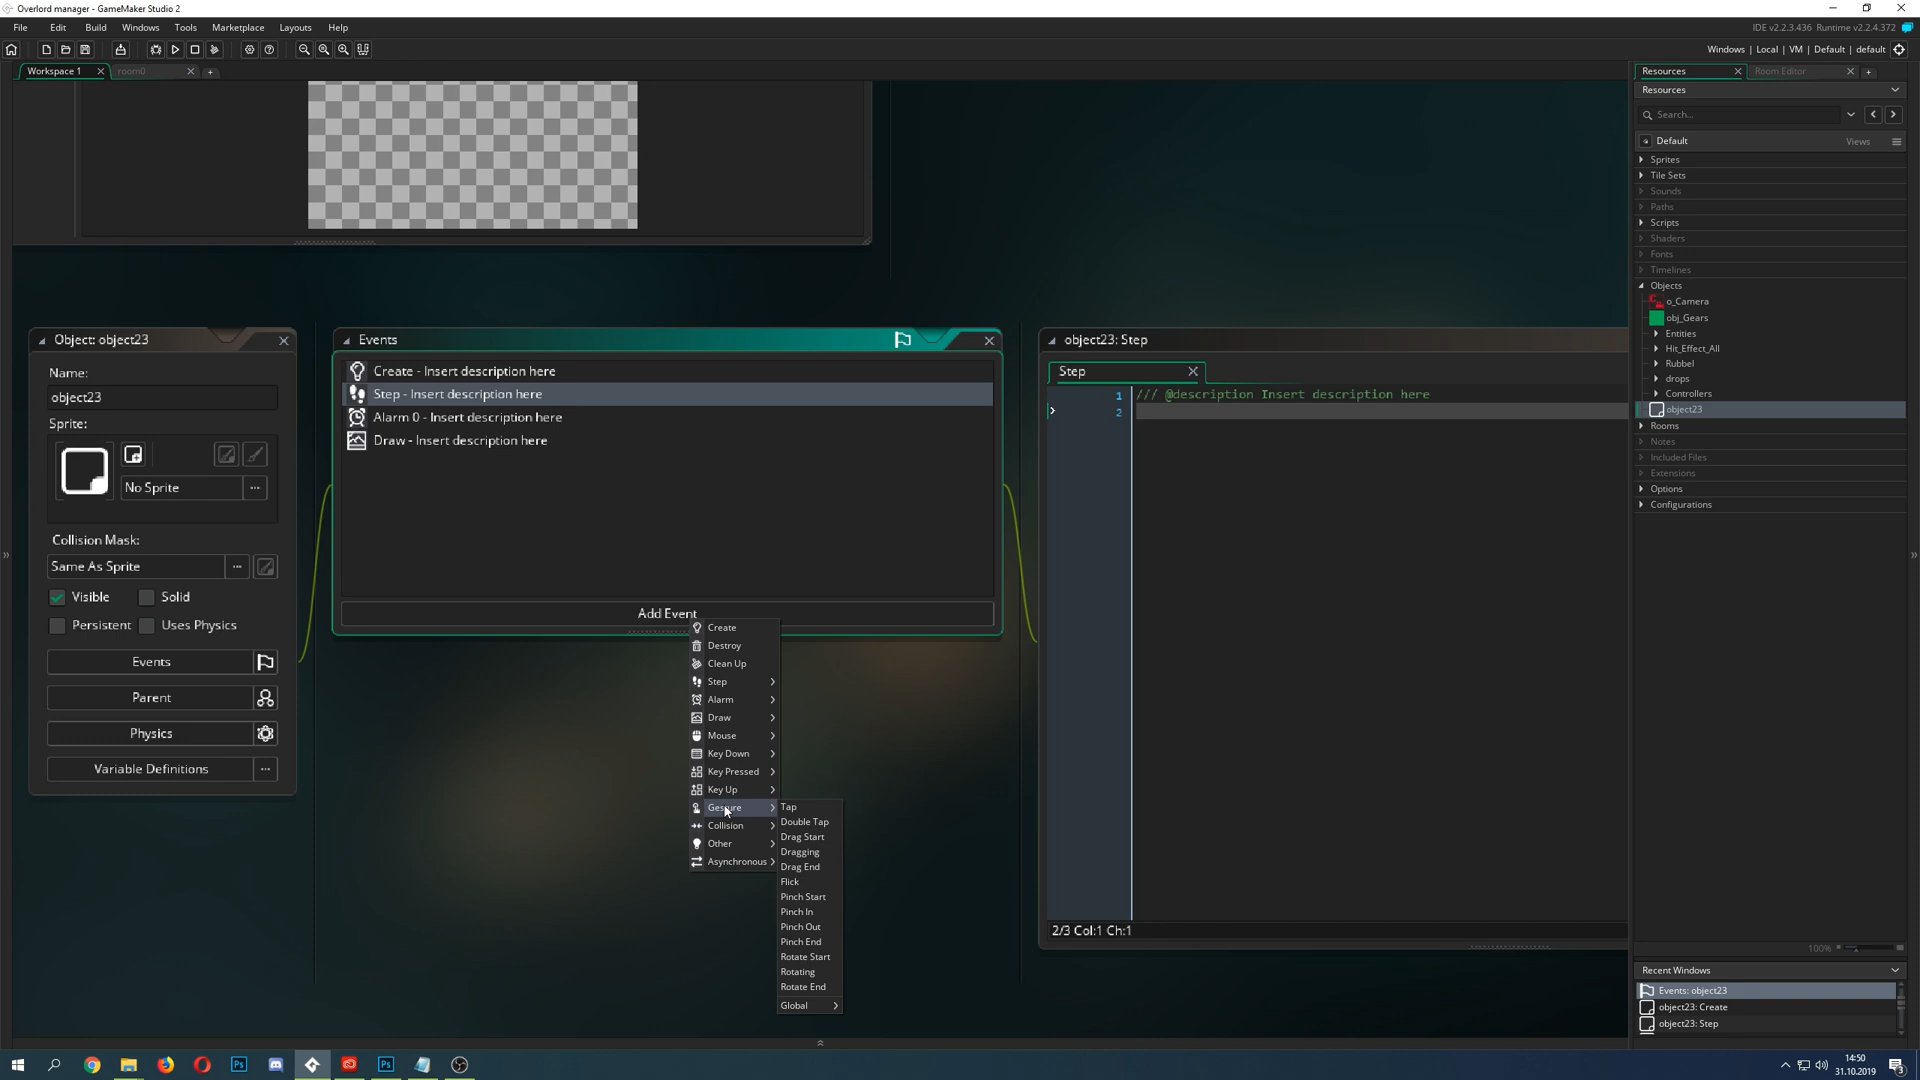 Overlord manager - GameMaker Studio 2
File Edit Build Windows Tools Marketplace Layouts Help
IDE v2.2.3.436 Runtime v2.2.4.372
Windows | Local | VM | Default | default
Workspace 1
room0
Resources
Room Editor
Resources
Search...
Default
Views
Sprites
Tile Sets
Sounds
Paths
Scripts
Shaders
Fonts
Timelines
Objects
o_Camera
obj_Gears
Entities
Hit_Effect_All
Rubbel
drops
Controllers
object23
Rooms
Notes
Included Files
Extensions
Options
Configurations
100%
Recent Windows
Events: object23
object23: Create
object23: Step
Object: object23
Name:
object23
Sprite:
No Sprite
Collision Mask:
Same As Sprite
Visible Solid
Persistent Uses Physics
Events
Parent
Physics
Variable Definitions
Events
Create - Insert description here
Step - Insert description here
Alarm 0 - Insert description here
Draw - Insert description here
Add Event
Create
Destroy
Clean Up
Step
Alarm
Draw
Mouse
Key Down
Key Pressed
Key Up
Gesture
Collision
Other
Asynchronous
Tap
Double Tap
Drag Start
Dragging
Drag End
Flick
Pinch Start
Pinch In
Pinch Out
Pinch End
Rotate Start
Rotating
Rotate End
Global
object23: Step
Step
1 /// @description Insert description here
2
2/3 Col:1 Ch:1
Ps
Ps
14:50
31.10.2019
3